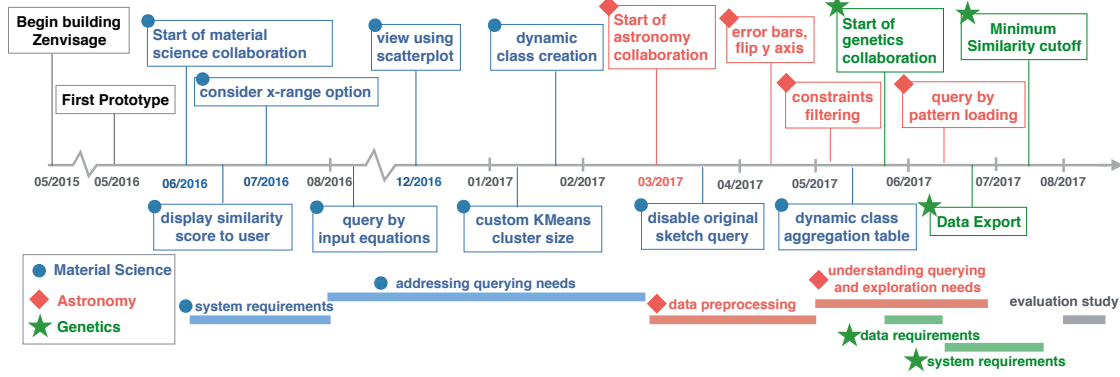 Begin building
Zenvisage
First Prototype
Start of material
science collaboration
consider x-range option
view using
scatterplot
dynamic
class creation
Start of
astronomy
collaboration
error bars,
flip y axis
constraints
filtering
Start of
genetics
collaboration
query by
pattern loading
Minimum
Similarity cutoff
05/2015
05/2016
06/2016
07/2016
08/2016
12/2016
01/2017
02/2017
03/2017
04/2017
05/2017
06/2017
07/2017
08/2017
display similarity
score to user
query by
input equations
custom KMeans
cluster size
disable original
sketch query
dynamic class
aggregation table
Data Export
Material Science
Astronomy
Genetics
system requirements
addressing querying needs
data preprocessing
understanding querying
and exploration needs
data requirements
system requirements
evaluation study